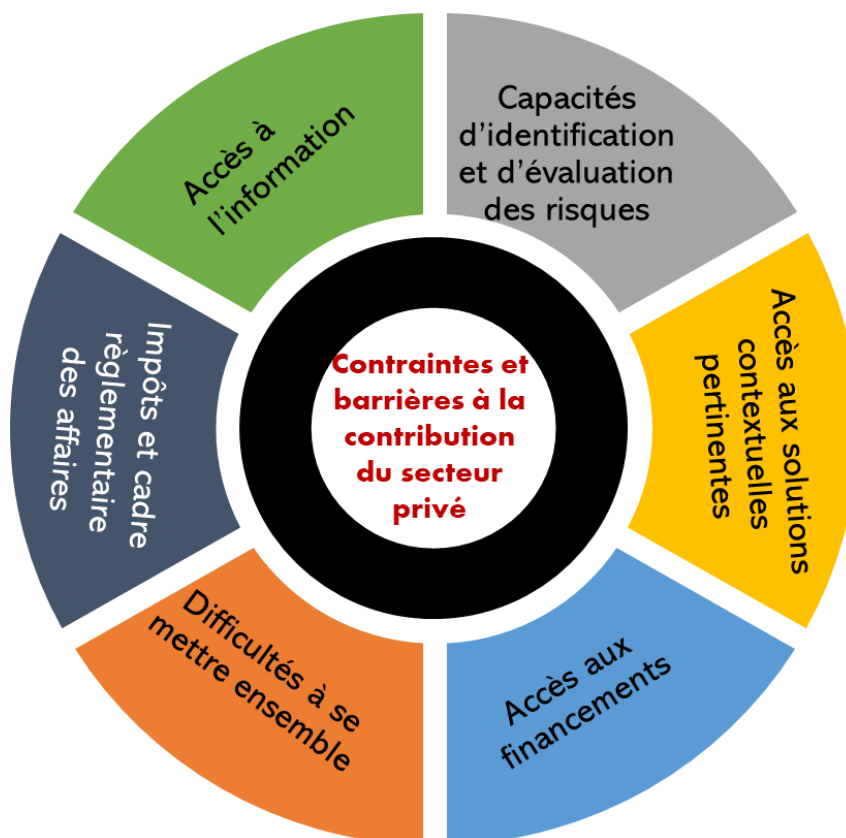 Accès à
l'information
Capacités
d'identification
et d'évaluation
des risques
Accès aux solutions
contextuelles
pertinentes
Accès aux
financements
Difficultés à se
mettre ensemble
Impôts et cadre
règlementaire
des affaires
Contraintes et
barrières à la
contribution
du secteur
privé